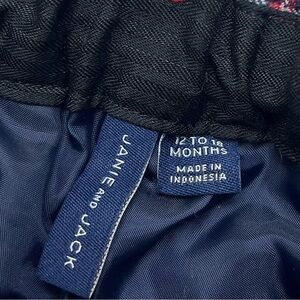 JANIE AND JACK
12 TO 18
MONTHS
MADE IN
INDONESIA